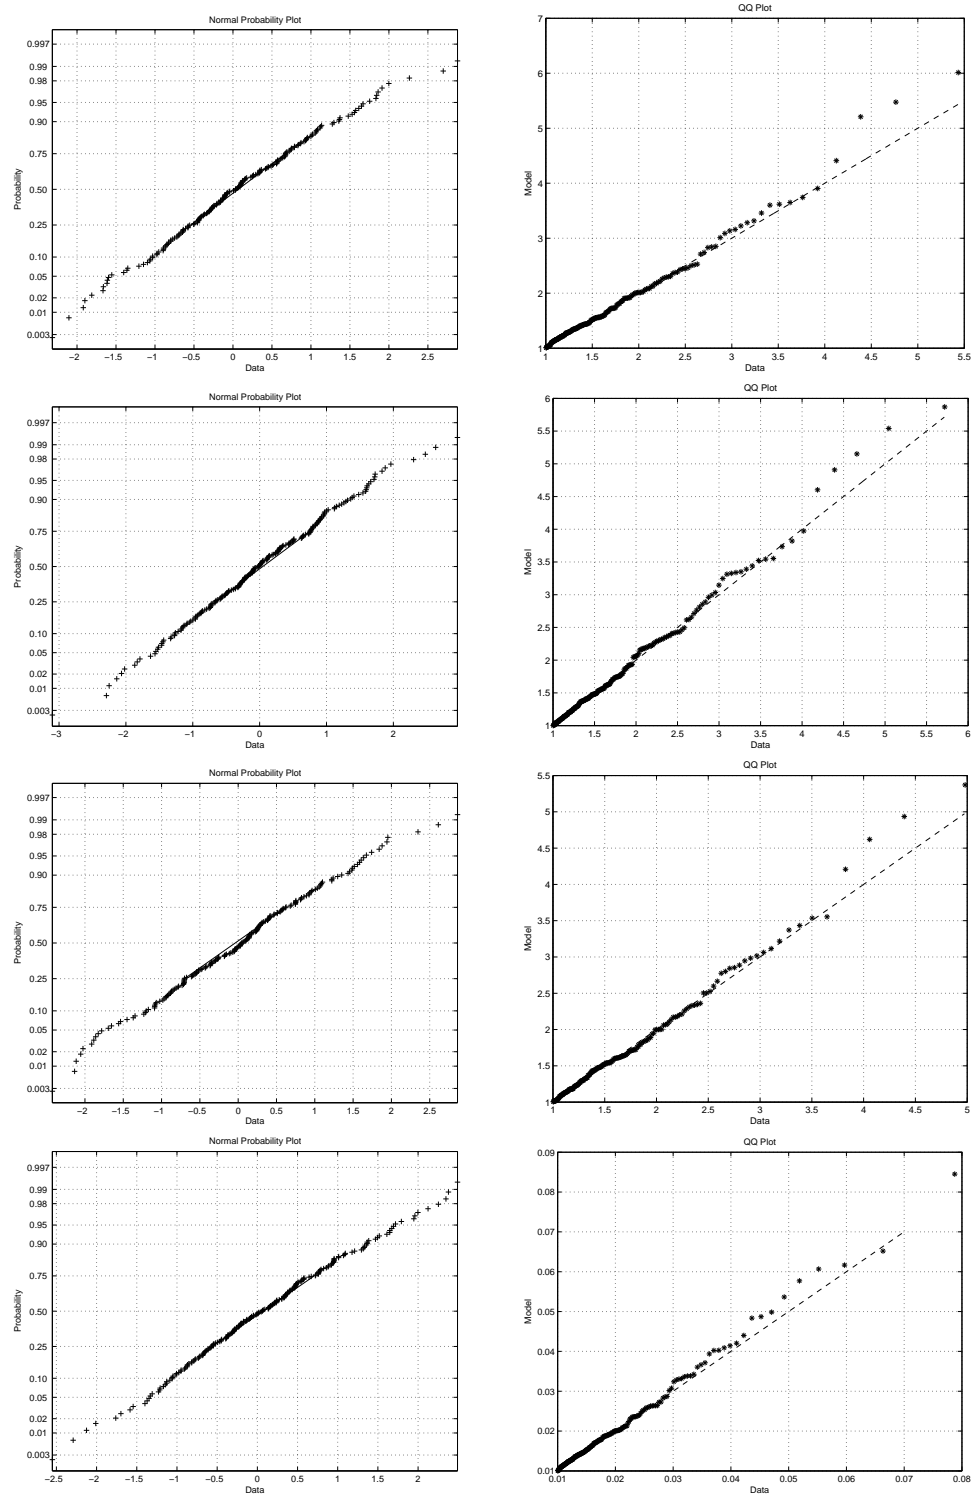 Normal Probability Plot
0.997
0.99
0.98
0.95
0.90
0.75
0.50
0.25
0.10
0.05
0.02
0.01
0.003
Probability
−2 −1.5 −1 −0.5 0 0.5 1 1.5 2 2.5
Data
QQ Plot
7
6
5
4
3
2
1
Model
1 1.5 2 2.5 3 3.5 4 4.5 5 5.5
Data
Normal Probability Plot
0.997
0.99
0.98
0.95
0.90
0.75
0.50
0.25
0.10
0.05
0.02
0.01
0.003
Probability
−3 −2 −1 0 1 2
Data
QQ Plot
6
5.5
5
4.5
4
3.5
3
2.5
2
1.5
1
Model
1 1.5 2 2.5 3 3.5 4 4.5 5 5.5 6
Data
Normal Probability Plot
0.997
0.99
0.98
0.95
0.90
0.75
0.50
0.25
0.10
0.05
0.02
0.01
0.003
Probability
−2 −1.5 −1 −0.5 0 0.5 1 1.5 2 2.5
Data
QQ Plot
5.5
5
4.5
4
3.5
3
2.5
2
1.5
1
Model
1 1.5 2 2.5 3 3.5 4 4.5 5
Data
Normal Probability Plot
0.997
0.99
0.98
0.95
0.90
0.75
0.50
0.25
0.10
0.05
0.02
0.01
0.003
Probability
−2.5 −2 −1.5 −1 −0.5 0 0.5 1 1.5 2
Data
QQ Plot
0.09
0.08
0.07
0.06
0.05
0.04
0.03
0.02
0.01
Model
0.01 0.02 0.03 0.04 0.05 0.06 0.07 0.08
Data